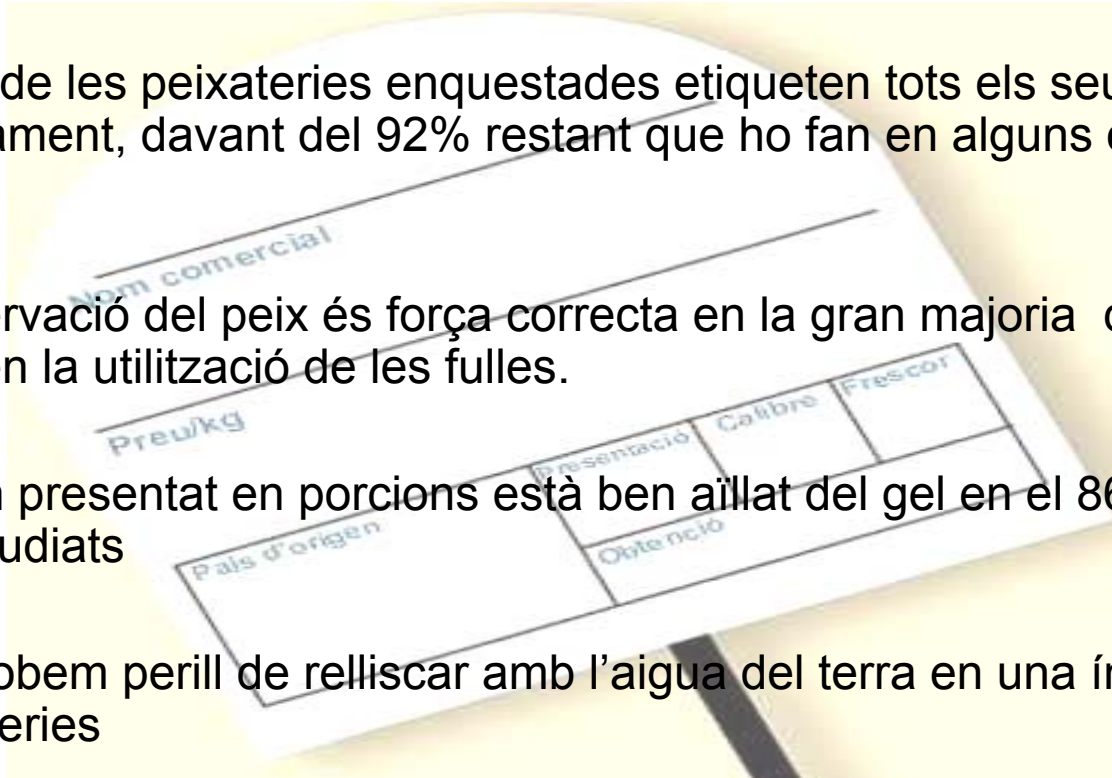 de les peixateries enquestades etiqueten tots els seu
ament, davant del 92% restant que ho fan en alguns
Nom comercial
rvació del peix és força correcta en la gran majoria
n la utilització de les fulles.
Preu/kg
Presentació
Calibre
Frescor
presentat en porcions està ben aïllat del gel en el 86
udiats
País d'origen
Obtenció
obem perill de relliscar amb l'aigua del terra en una ín
eries